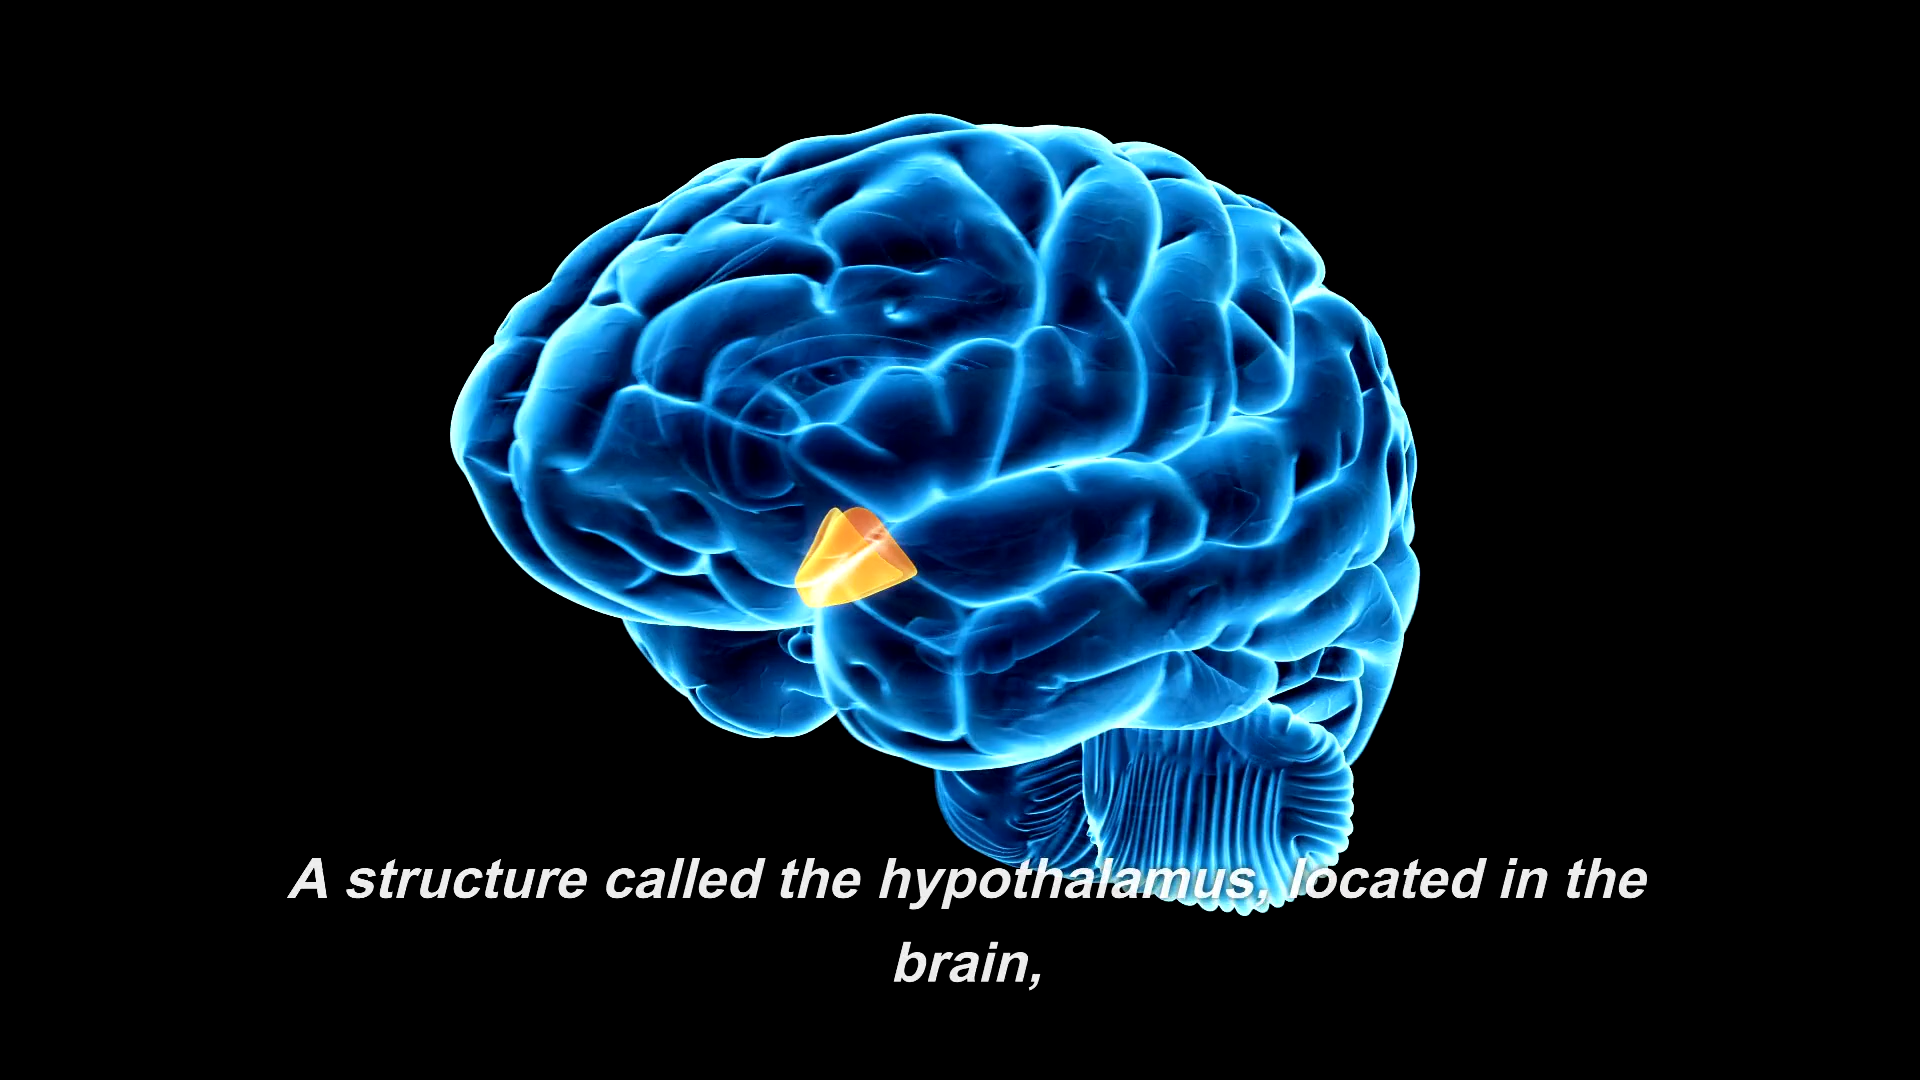 A structure called the hypothalamus, located in the
brain,